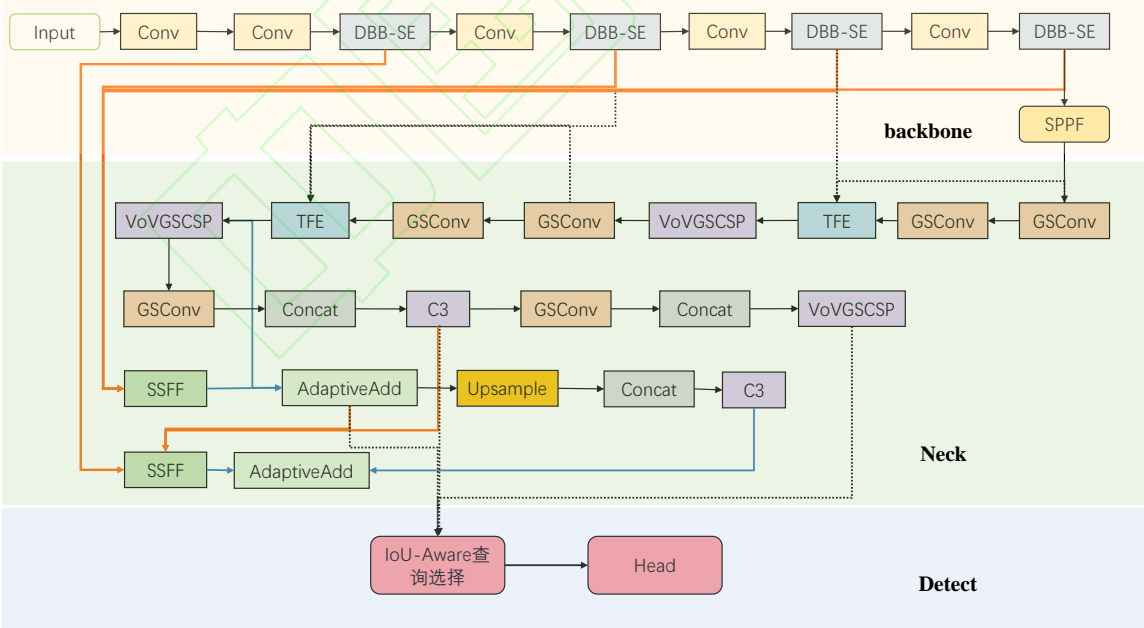 Input
Conv
Conv
DBB-SE
Conv
DBB-SE
Conv
DBB-SE
Conv
DBB-SE
SPPF
backbone
VoVGSCSP
TFE
GSConv
GSConv
VoVGSCSP
TFE
GSConv
GSConv
GSConv
Concat
C3
GSConv
Concat
VoVGSCSP
SSFF
AdaptiveAdd
Upsample
Concat
C3
SSFF
AdaptiveAdd
Neck
IoU-Aware查
询选择
Head
Detect